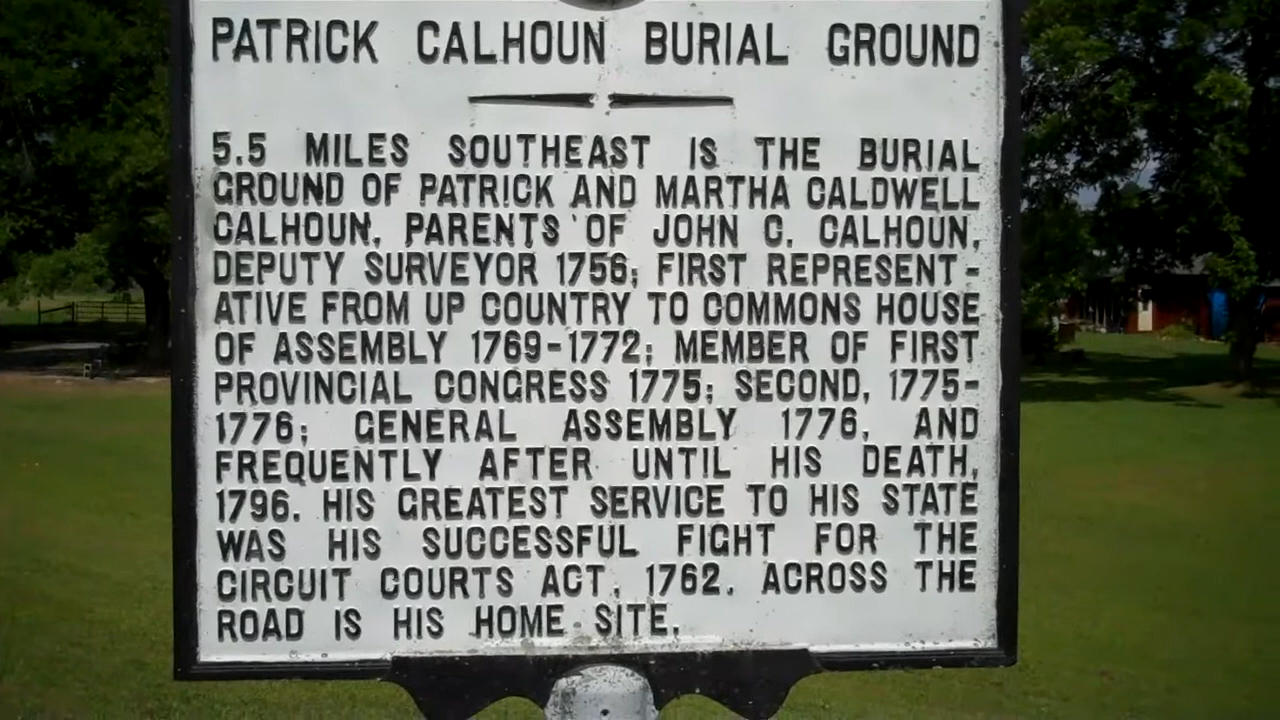 PATRICK CALHOUN BURIAL GROUND
5.5 MILES SOUTHEAST IS THE BURIAL
GROUND OF PATRICK AND MARTHA CALDWELL
CALHOUN, PARENTS OF JOHN C. CALHOUN,
DEPUTY SURVEYOR 1756; FIRST REPRESENT-
ATIVE FROM UP COUNTRY TO COMMONS HOUSE
OF ASSEMBLY 1769-1772; MEMBER OF FIRST
PROVINCIAL CONGRESS 1775; SECOND, 1775-
1776; GENERAL ASSEMBLY 1776, AND
FREQUENTLY AFTER UNTIL HIS DEATH,
1796. HIS GREATEST SERVICE TO HIS STATE
WAS HIS SUCCESSFUL FIGHT FOR THE
CIRCUIT COURTS ACT, 1762. ACROSS THE
ROAD IS HIS HOME SITE.